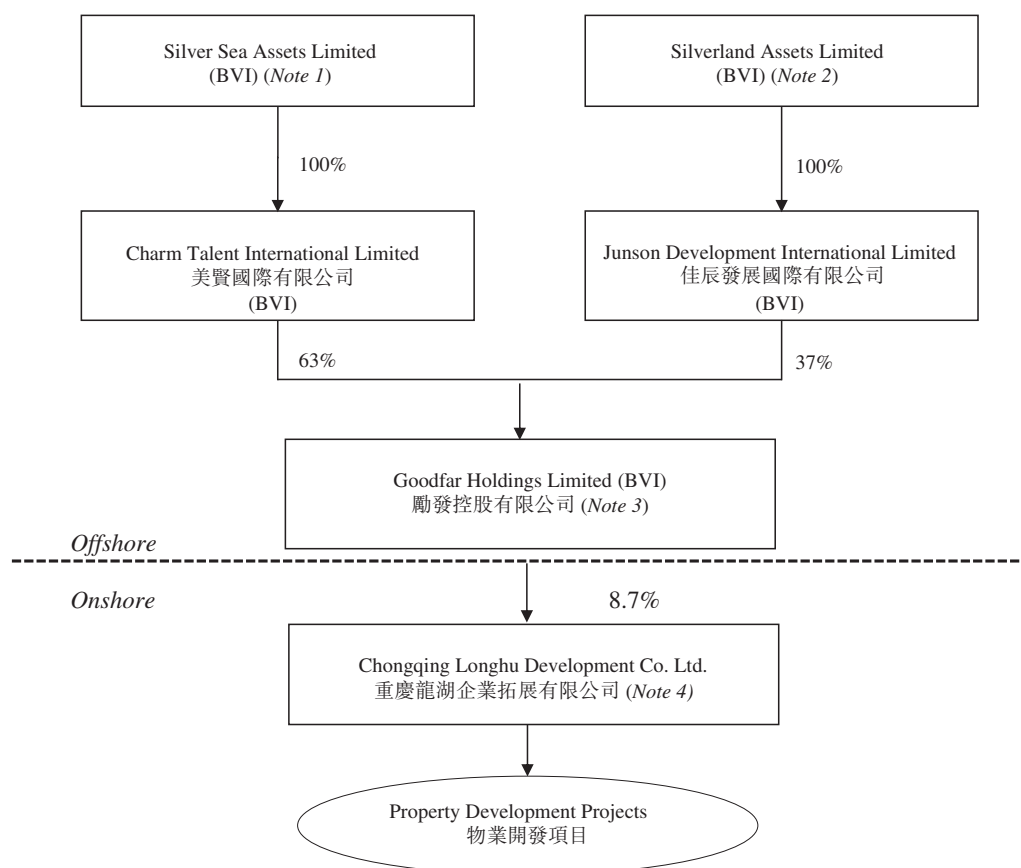 Silver Sea Assets Limited
(BVI) (Note 1)
Silverland Assets Limited
(BVI) (Note 2)
100%
100%
Charm Talent International Limited
美賢國際有限公司
(BVI)
Junson Development International Limited
佳辰發展國際有限公司
(BVI)
63%
37%
Goodfar Holdings Limited (BVI)
勵發控股有限公司 (Note 3)
Offshore
Onshore
8.7%
Chongqing Longhu Development Co. Ltd.
重慶龍湖企業拓展有限公司 (Note 4)
Property Development Projects
物業開發項目